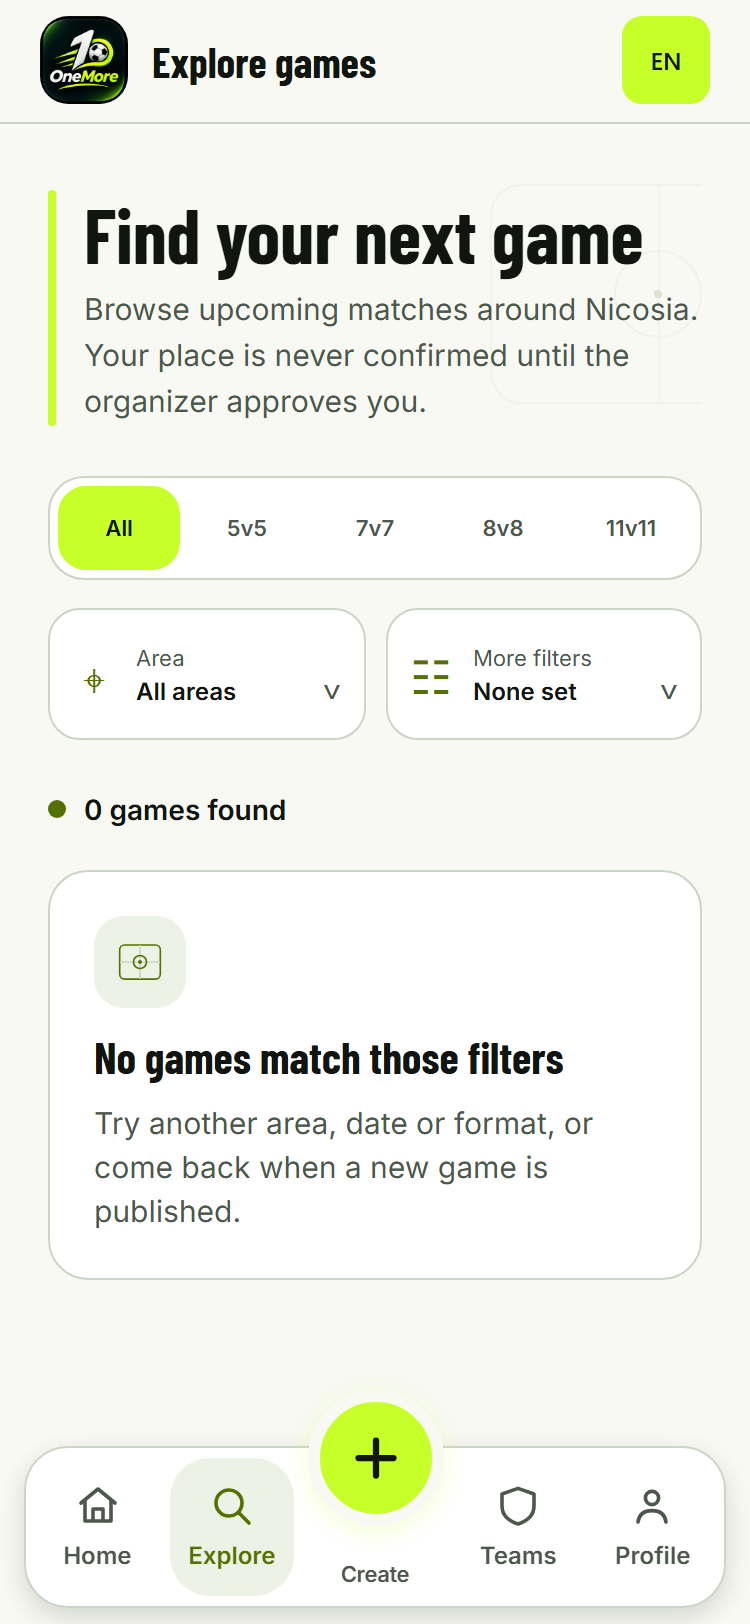 OneMore
Explore games
EN
Find your next game
Browse upcoming matches around Nicosia.
Your place is never confirmed until the
organizer approves you.
All
5v5
7v7
8v8
11v11
Area
All areas
More filters
None set
0 games found
No games match those filters
Try another area, date or format, or
come back when a new game is
published.
Home
Explore
Create
Teams
Profile